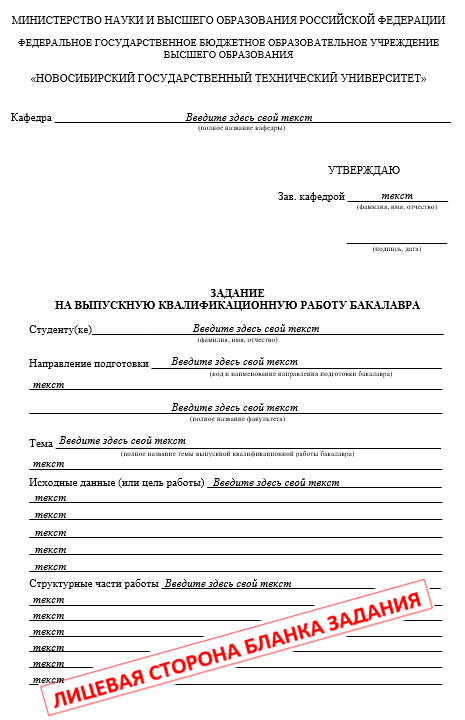 МИНИСТЕРСТВО НАУКИ И ВЫСШЕГО ОБРАЗОВАНИЯ РОССИЙСКОЙ ФЕДЕРАЦИИ
ФЕДЕРАЛЬНОЕ ГОСУДАРСТВЕННОЕ БЮДЖЕТНОЕ ОБРАЗОВАТЕЛЬНОЕ УЧРЕЖДЕНИЕ
ВЫСШЕГО ОБРАЗОВАНИЯ
«НОВОСИБИРСКИЙ ГОСУДАРСТВЕННЫЙ ТЕХНИЧЕСКИЙ УНИВЕРСИТЕТ»
Кафедра Введите здесь свой текст
(полное название кафедры)
УТВЕРЖДАЮ
Зав. кафедрой текст
(фамилия, имя, отчество)
(подпись, дата)
ЗАДАНИЕ
НА ВЫПУСКНУЮ КВАЛИФИКАЦИОННУЮ РАБОТУ БАКАЛАВРА
Студенту(ке) Введите здесь свой текст
(фамилия, имя, отчество)
Направление подготовки Введите здесь свой текст
(код и наименование направления подготовки бакалавра)
текст
Введите здесь свой текст
(полное название факультета)
Тема Введите здесь свой текст
(полное название темы выпускной квалификационной работы бакалавра)
текст
Исходные данные (или цель работы) Введите здесь свой текст
текст
текст
текст
текст
текст
Структурные части работы Введите здесь свой текст
текст
текст
текст
текст
текст
текст
ЛИЦЕВАЯ СТОРОНА БЛАНКА ЗАДАНИЯ